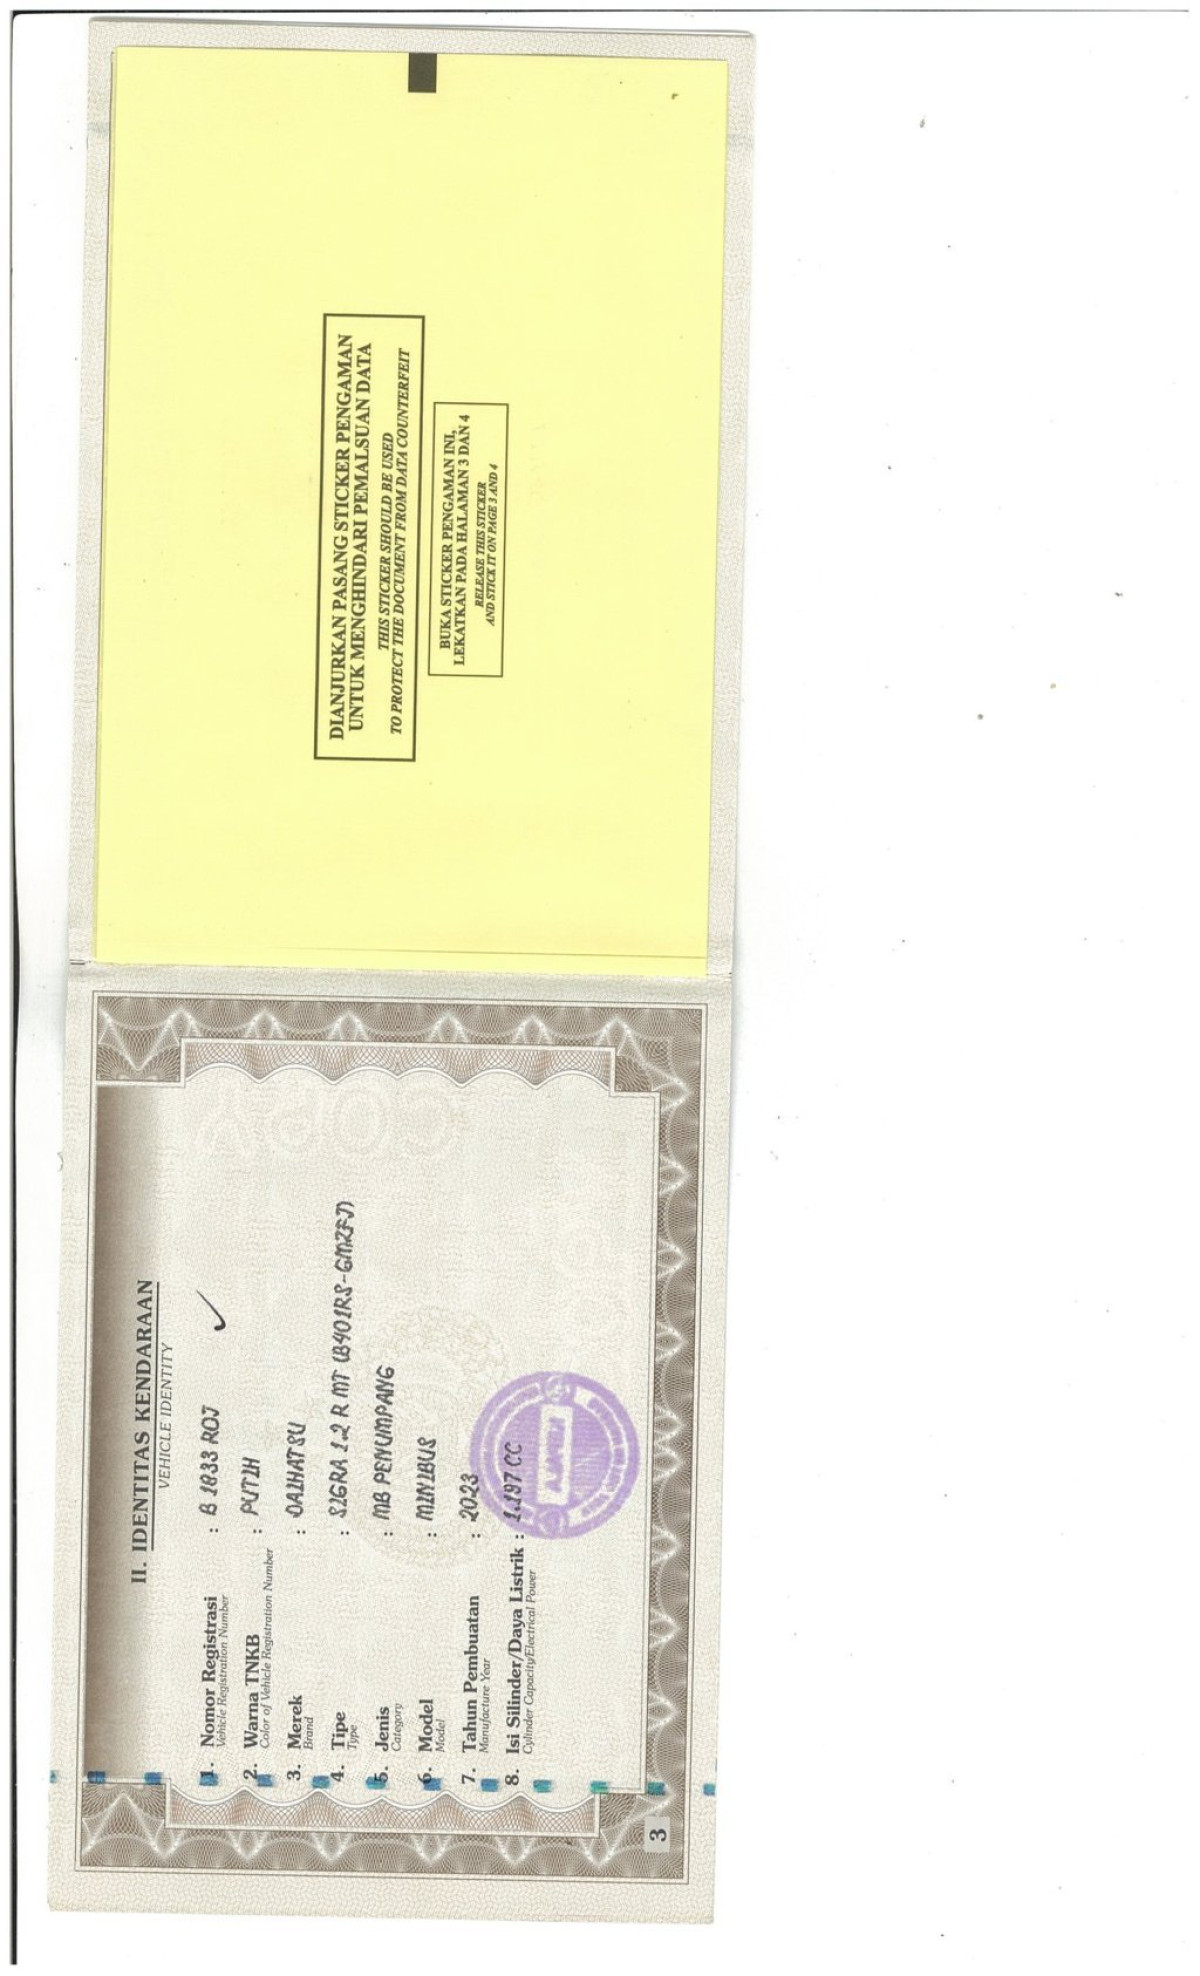 II. IDENTITAS KENDARAAN
VEHICLE IDENTITY
1. Nomor Registrasi : B 1833 ROJ
Vehicle Registration Number
2. Warna TNKB : PUTIH
Color of Vehicle Registration Number
3. Merek : DAIHATSU
Brand
4. Tipe : SIGRA 1.2 R MT (B401RS-GMZFJ)
Type
5. Jenis : MB PENUMPANG
Category
6. Model : MINIBUS
Model
7. Tahun Pembuatan : 2023
Manufacture Year
8. Isi Silinder/Daya Listrik : 1.197 CC
Cylinder Capacity/Electrical Power
3
COPY
DIANJURKAN PASANG STICKER PENGAMAN
UNTUK MENGHINDARI PEMALSUAN DATA
THIS STICKER SHOULD BE USED
TO PROTECT THE DOCUMENT FROM DATA COUNTERFEIT
BUKA STICKER PENGAMAN INI,
LEKATKAN PADA HALAMAN 3 DAN 4
RELEASE THIS STICKER
AND STICK IT ON PAGE 3 AND 4